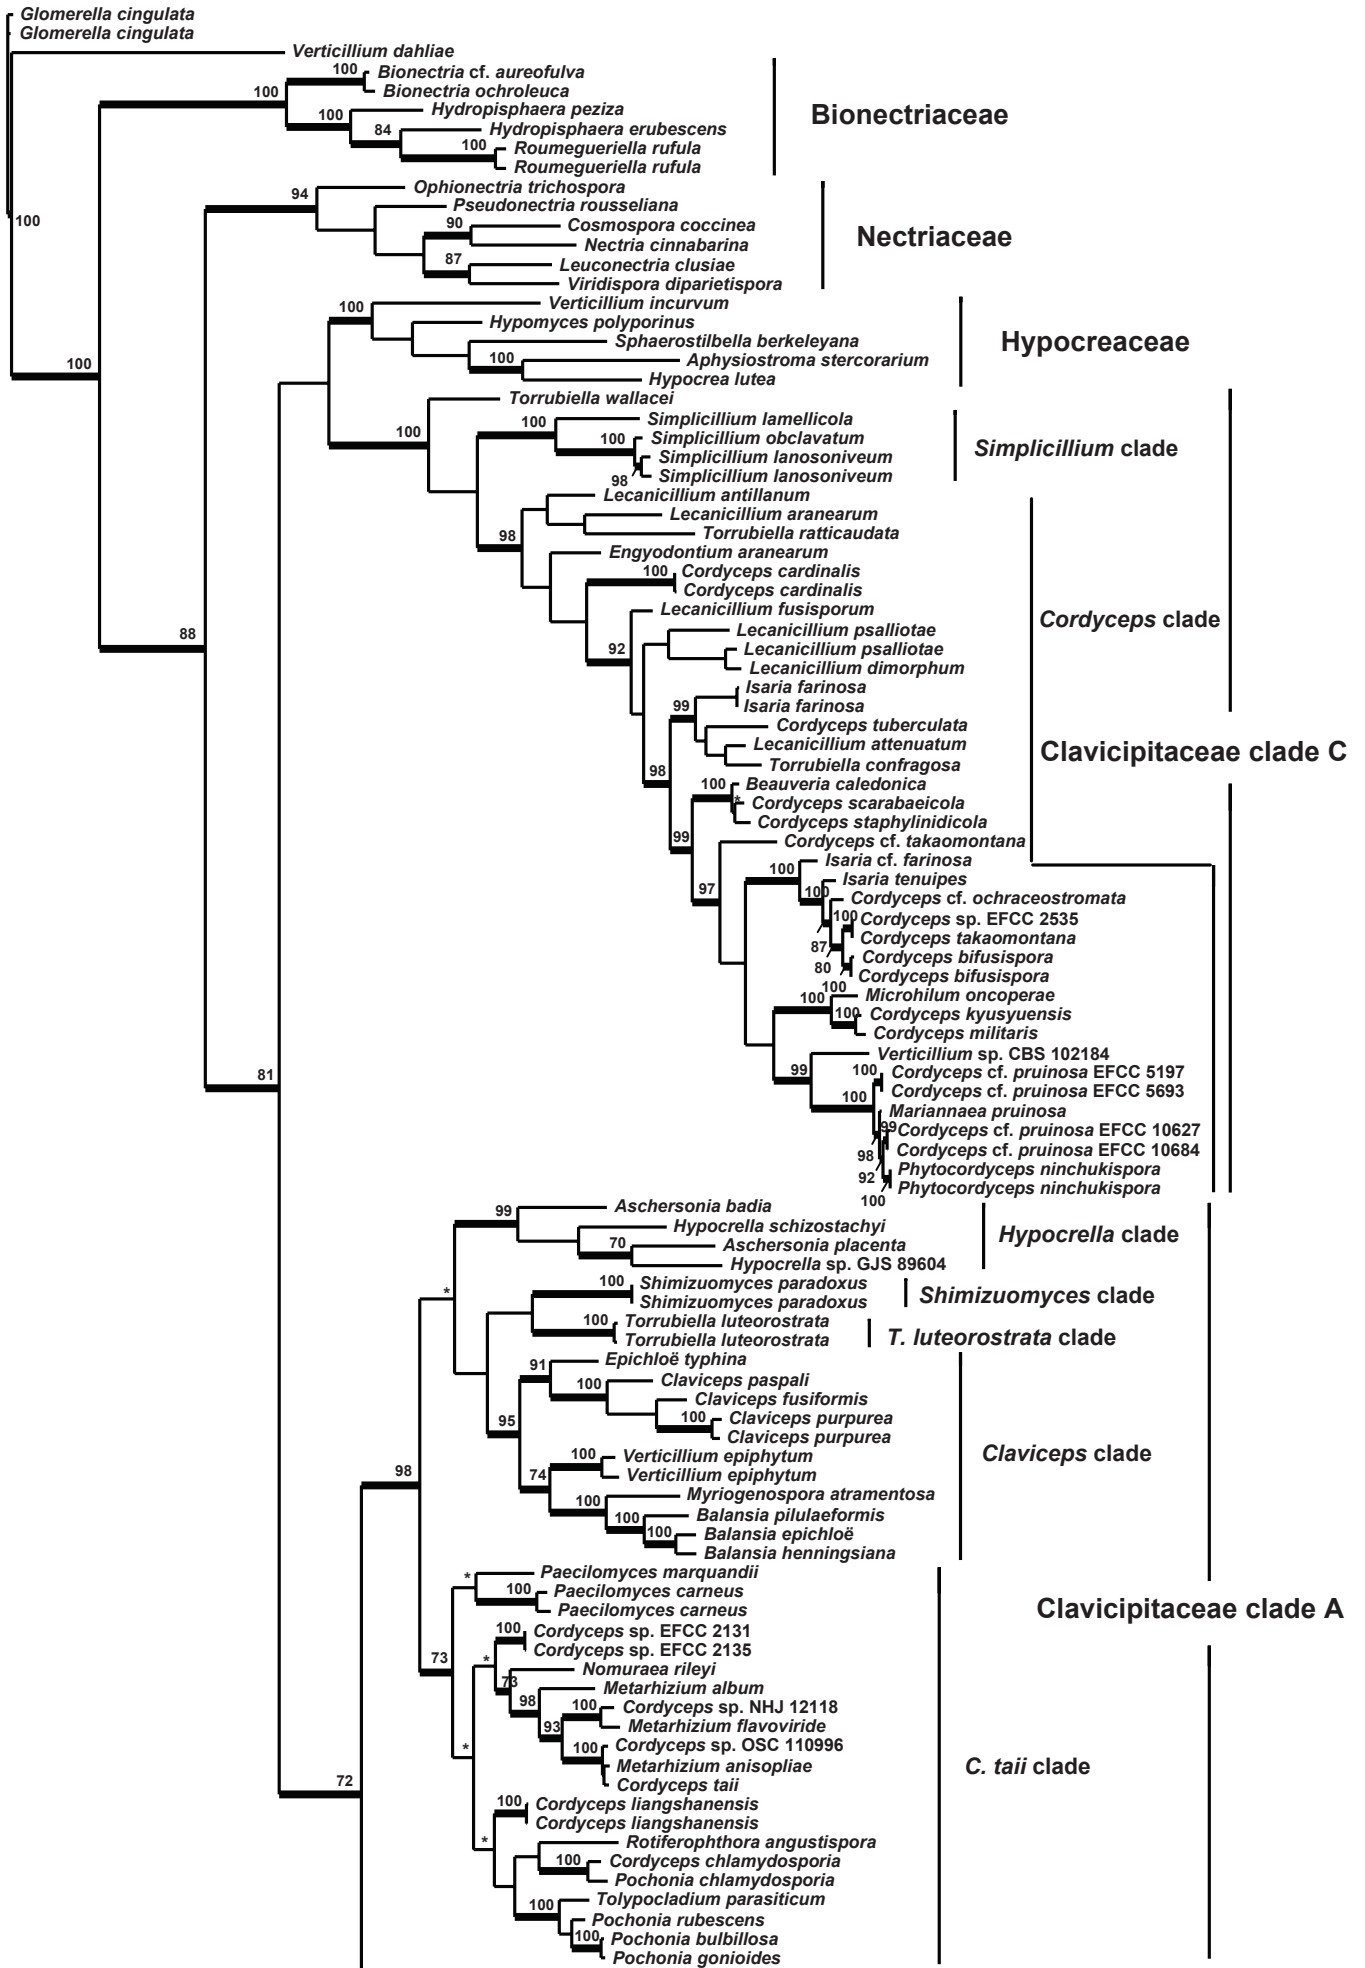 Glomerella cingulata
Glomerella cingulata
Verticillium dahliae
100 Bionectria cf. aureofulva
Bionectria ochroleuca
100
Bionectriaceae
100 Hydropisphaera peziza
84 Hydropisphaera erubescens
100 Roumegueriella rufula
Roumegueriella rufula
94 Ophionectria trichospora
Pseudonectria rousseliana
100
90 Cosmospora coccinea
Nectriaceae
Nectria cinnabarina
87 Leuconectria clusiae
Viridispora diparietispora
100 Verticillium incurvum
Hypomyces polyporinus
Sphaerostilbella berkeleyana
Hypocreaceae
100 Aphysiostroma stercorarium
100
Hypocrea lutea
Torrubiella wallacei
100 Simplicillium lamellicola
100
100 Simplicillium obclavatum
Simplicillium clade
Simplicillium lanosoniveum
98 Simplicillium lanosoniveum
Lecanicillium antillanum
Lecanicillium aranearum
98 Torrubiella ratticaudata
Engyodontium aranearum
100 Cordyceps cardinalis
Cordyceps cardinalis
Lecanicillium fusisporum
Cordyceps clade
88
92 Lecanicillium psalliotae
Lecanicillium psalliotae
Lecanicillium dimorphum
Isaria farinosa
99 Isaria farinosa
Cordyceps tuberculata
Lecanicillium attenuatum
Clavicipitaceae clade C
98 Torrubiella confragosa
100 Beauveria caledonica
* Cordyceps scarabaeicola
Cordyceps staphylinidicola
99 Cordyceps cf. takaomontana
100 Isaria cf. farinosa
97 Isaria tenuipes
100 Cordyceps cf. ochraceostromata
100 Cordyceps sp. EFCC 2535
87 Cordyceps takaomontana
Cordyceps bifusispora
80 Cordyceps bifusispora
100
100 Microhilum oncoperae
100 Cordyceps kyusyuensis
Cordyceps militaris
Verticillium sp. CBS 102184
81 99 100 Cordyceps cf. pruinosa EFCC 5197
Cordyceps cf. pruinosa EFCC 5693
100 Mariannaea pruinosa
99 Cordyceps cf. pruinosa EFCC 10627
98 Cordyceps cf. pruinosa EFCC 10684
92 Phytocordyceps ninchukispora
100 Phytocordyceps ninchukispora
99 Aschersonia badia
Hypocrella schizostachyi
Hypocrella clade
70 Aschersonia placenta
Hypocrella sp. GJS 89604
* 100 Shimizuomyces paradoxus
Shimizuomyces clade
Shimizuomyces paradoxus
100 Torrubiella luteorostrata
T. luteorostrata clade
Torrubiella luteorostrata
91 Epichloë typhina
100 Claviceps paspali
Claviceps fusiformis
95 100 Claviceps purpurea
Claviceps purpurea
Claviceps clade
100 Verticillium epiphytum
98 74 Verticillium epiphytum
100 Myriogenospora atramentosa
100 Balansia pilulaeformis
100 Balansia epichloë
Balansia henningsiana
* Paecilomyces marquandii
100 Paecilomyces carneus
Paecilomyces carneus
Clavicipitaceae clade A
100 Cordyceps sp. EFCC 2131
73 * Cordyceps sp. EFCC 2135
73 Nomuraea rileyi
98 Metarhizium album
100 Cordyceps sp. NHJ 12118
93 Metarhizium flavoviride
* 100 Cordyceps sp. OSC 110996
Metarhizium anisopliae
C. taii clade
72 Cordyceps taii
100 Cordyceps liangshanensis
Cordyceps liangshanensis
* Rotiferophthora angustispora
100 Cordyceps chlamydosporia
Pochonia chlamydosporia
100 Tolypocladium parasiticum
Pochonia rubescens
100 Pochonia bulbillosa
Pochonia gonioides